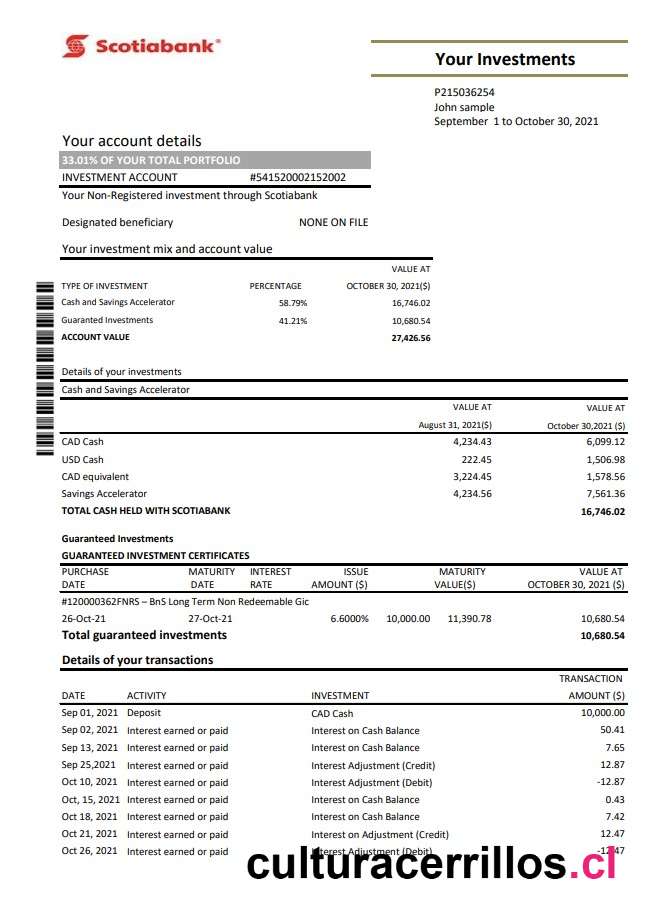 Scotiabank
Your Investments
P215036254
John sample
September 1 to October 30, 2021
Your account details
33.01% OF YOUR TOTAL PORTFOLIO
INVESTMENT ACCOUNT #541520002152002
Your Non-Registered investment through Scotiabank
Designated beneficiary NONE ON FILE
Your investment mix and account value
VALUE AT
TYPE OF INVESTMENT PERCENTAGE OCTOBER 30, 2021($)
Cash and Savings Accelerator 58.79% 16,746.02
Guaranted Investments 41.21% 10,680.54
ACCOUNT VALUE 27,426.56
Details of your investments
Cash and Savings Accelerator
VALUE AT VALUE AT
August 31, 2021($) October 30,2021 ($)
CAD Cash 4,234.43 6,099.12
USD Cash 222.45 1,506.98
CAD equivalent 3,224.45 1,578.56
Savings Accelerator 4,234.56 7,561.36
TOTAL CASH HELD WITH SCOTIABANK 16,746.02
Guaranteed Investments
GUARANTEED INVESTMENT CERTIFICATES
PURCHASE MATURITY INTEREST ISSUE MATURITY VALUE AT
DATE DATE RATE AMOUNT ($) VALUE($) OCTOBER 30, 2021 ($)
#120000362FNRS – BnS Long Term Non Redeemable Gic
26-Oct-21 27-Oct-21 6.6000% 10,000.00 11,390.78 10,680.54
Total guaranteed investments 10,680.54
Details of your transactions
TRANSACTION
DATE ACTIVITY INVESTMENT AMOUNT ($)
Sep 01, 2021 Deposit CAD Cash 10,000.00
Sep 02, 2021 Interest earned or paid Interest on Cash Balance 50.41
Sep 13, 2021 Interest earned or paid Interest on Cash Balance 7.65
Sep 25,2021 Interest earned or paid Interest Adjustment (Credit) 12.87
Oct 10, 2021 Interest earned or paid Interest Adjustment (Debit) -12.87
Oct, 15, 2021 Interest earned or paid Interest on Cash Balance 0.43
Oct 18, 2021 Interest earned or paid Interest on Cash Balance 7.42
Oct 21, 2021 Interest earned or paid Interest on Adjustment (Credit) 12.47
Oct 26, 2021 Interest earned or paid Interest Adjustment (Debit) -12.47
culturacerrillos.cl